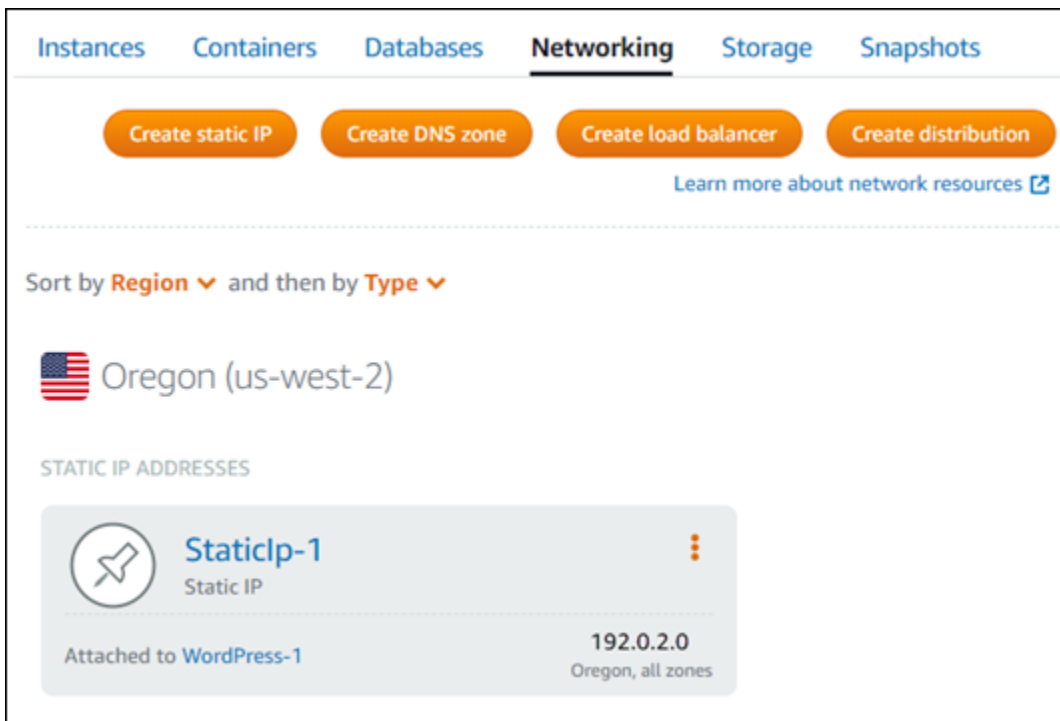 Instances Containers Databases Networking Storage Snapshots
Create static IP Create DNS zone Create load balancer Create distribution
Learn more about network resources
Sort by Region and then by Type
Oregon (us-west-2)
STATIC IP ADDRESSES
StaticIp-1
Static IP
Attached to WordPress-1
192.0.2.0
Oregon, all zones